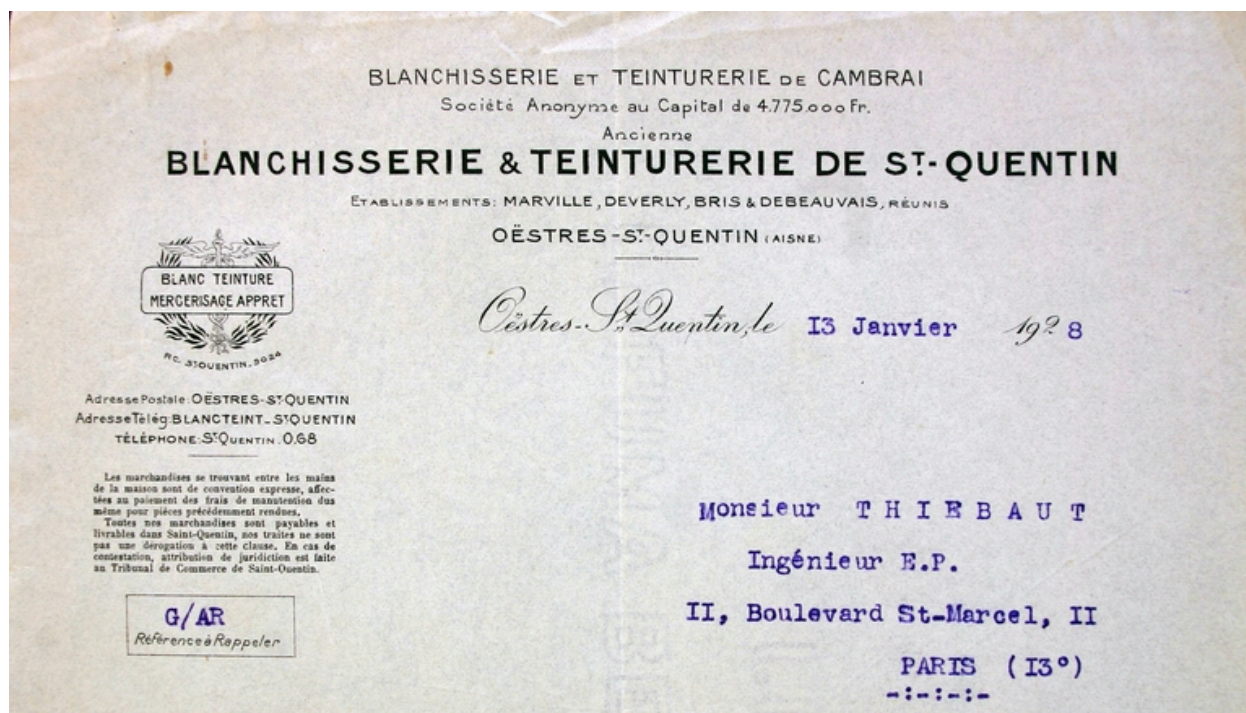 BLANCHISSERIE ET TEINTURERIE DE CAMBRAI
Société Anonyme au Capital de 4.775.000 Fr.
Ancienne
BLANCHISSERIE & TEINTURERIE DE ST-QUENTIN
ETABLISSEMENTS: MARVILLE, DEVERLY, BRIS & DEBEAUVAIS, RÉUNIS
OËSTRES-ST-QUENTIN (AISNE)
BLANC TEINTURE
MERCERISAGE APPRET
RC. ST QUENTIN. 5024
Oëstres-St Quentin, le 13 Janvier 192 8
Adresse Postale: OËSTRES-ST-QUENTIN
Adresse Télég: BLANCTEINT-ST QUENTIN
TÉLÉPHONE: ST QUENTIN. 0.68
Les marchandises se trouvant entre les mains
de la maison sont de convention expresse, affec-
tées au paiement des frais de manutention dus
même pour pièces précédemment rendues.
Toutes nos marchandises sont payables et
livrables dans Saint-Quentin, nos traites ne sont
pas une dérogation à cette clause. En cas de
contestation, attribution de juridiction est faite
au Tribunal de Commerce de Saint-Quentin.
G/AR
Référence à Rappeler
Monsieur T H I E B A U T
Ingénieur E.P.
II, Boulevard St-Marcel, II
PARIS (I3°)
-:-:-:-